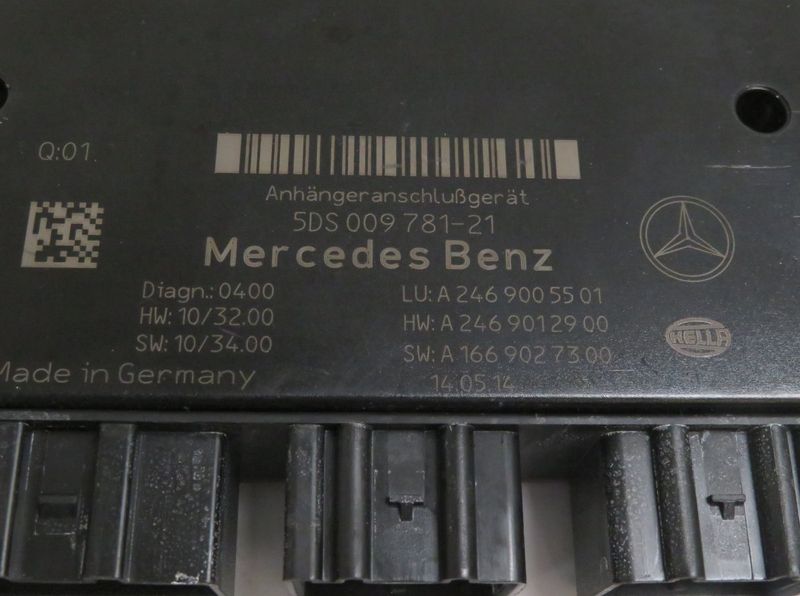 Q:01
Anhängeranschlußgerät
5DS 009 781-21
Mercedes Benz
Diagn.: 0400
HW: 10/32.00
SW: 10/34.00
LU: A 246 900 55 01
HW: A 246 901 29 00
SW: A 166 902 73 00
HELLA
Made in Germany
14.05.14